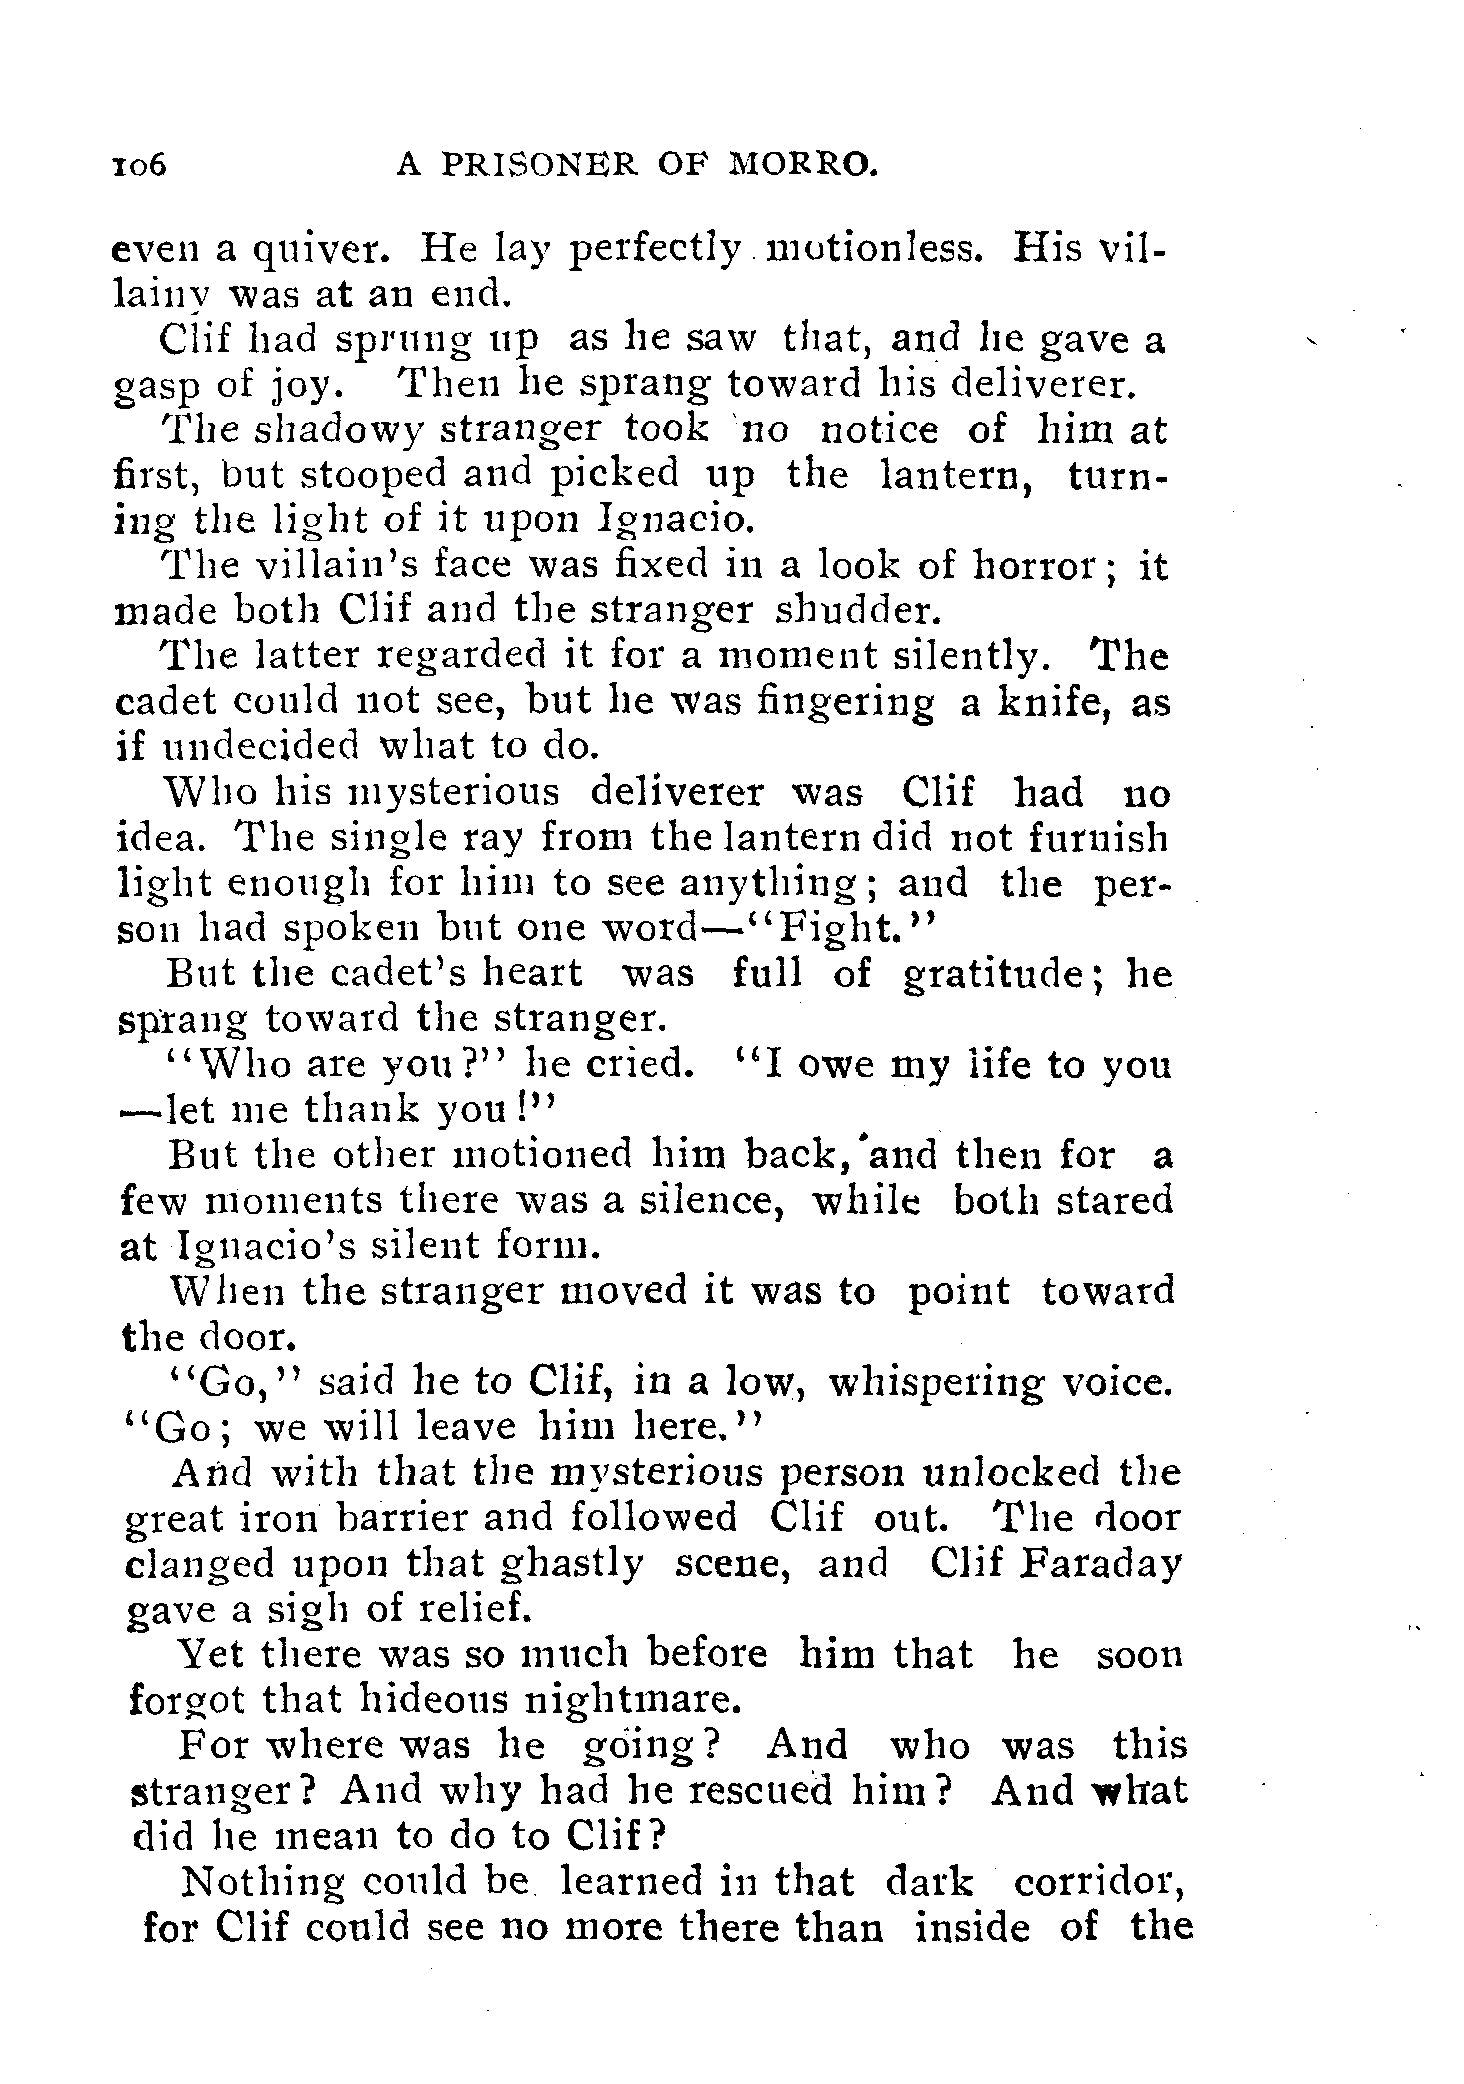 106 A PRISONER OF MORRO.
even a quiver. He lay perfectly motionless. His vil-
lainy was at an end.
Clif had sprung up as he saw that, and he gave a
gasp of joy. Then he sprang toward his deliverer.
The shadowy stranger took no notice of him at
first, but stooped and picked up the lantern, turn-
ing the light of it upon Ignacio.
The villain's face was fixed in a look of horror; it
made both Clif and the stranger shudder.
The latter regarded it for a moment silently. The
cadet could not see, but he was fingering a knife, as
if undecided what to do.
Who his mysterious deliverer was Clif had no
idea. The single ray from the lantern did not furnish
light enough for him to see anything; and the per-
son had spoken but one word—"Fight."
But the cadet's heart was full of gratitude; he
sprang toward the stranger.
"Who are you?" he cried. "I owe my life to you
—let me thank you!"
But the other motioned him back, and then for a
few moments there was a silence, while both stared
at Ignacio's silent form.
When the stranger moved it was to point toward
the door.
"Go," said he to Clif, in a low, whispering voice.
"Go; we will leave him here."
And with that the mysterious person unlocked the
great iron barrier and followed Clif out. The door
clanged upon that ghastly scene, and Clif Faraday
gave a sigh of relief.
Yet there was so much before him that he soon
forgot that hideous nightmare.
For where was he going? And who was this
stranger? And why had he rescued him? And what
did he mean to do to Clif?
Nothing could be learned in that dark corridor,
for Clif could see no more there than inside of the